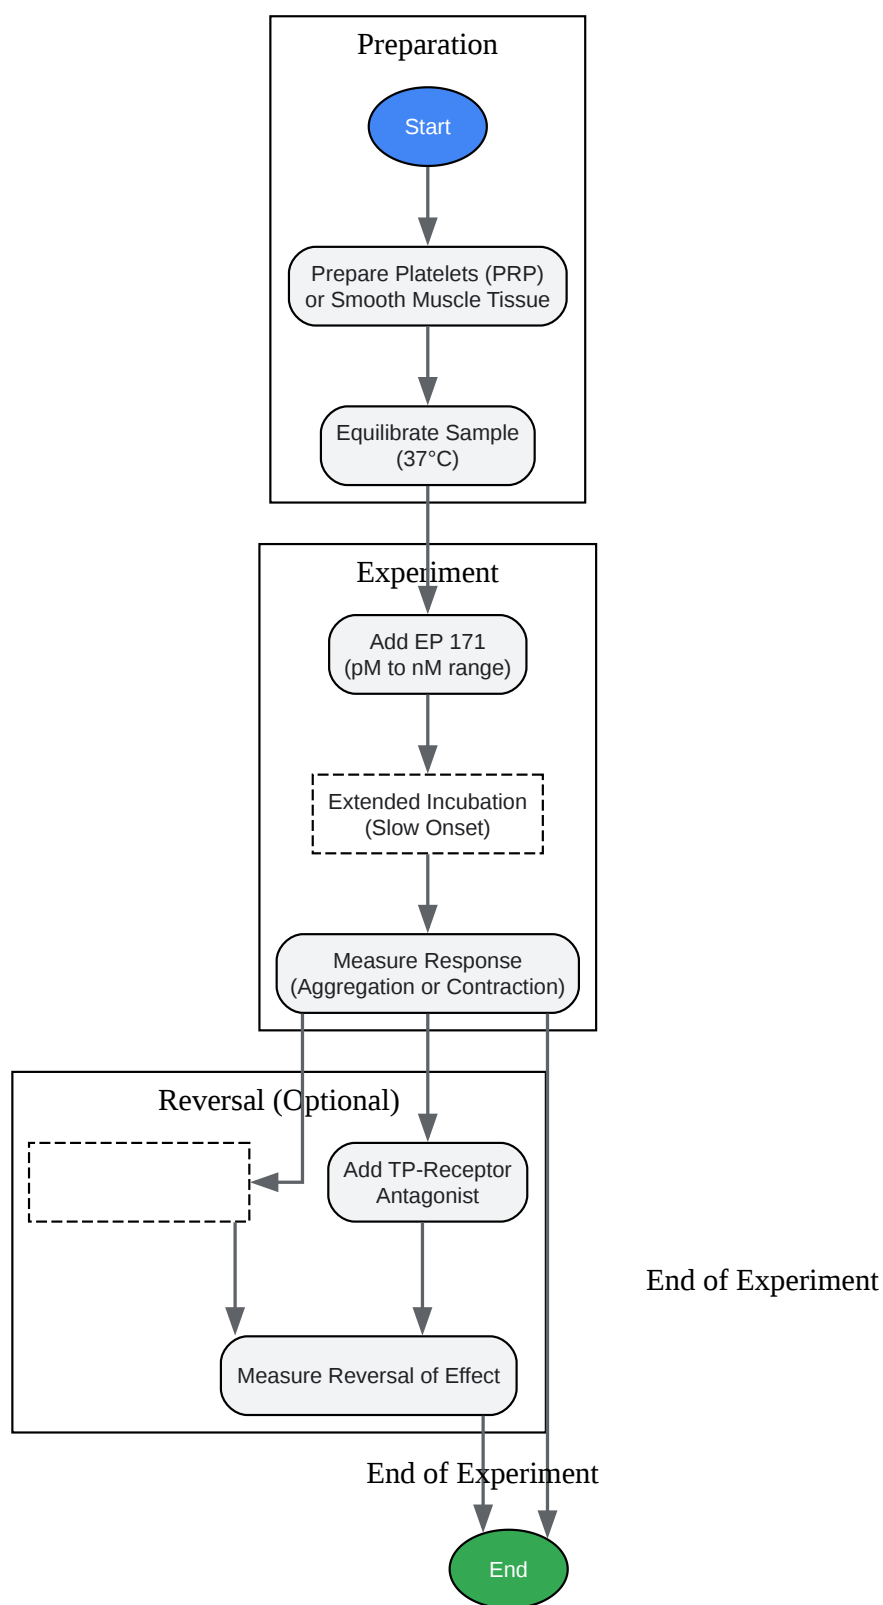 Preparation
Start
Prepare Platelets (PRP)
or Smooth Muscle Tissue
Equilibrate Sample
(37°C)
Experiment
Add EP 171
(pM to nM range)
Extended Incubation
(Slow Onset)
Measure Response
(Aggregation or Contraction)
Reversal (Optional)
Add TP-Receptor
Antagonist
End of Experiment
Measure Reversal of Effect
End of Experiment
End